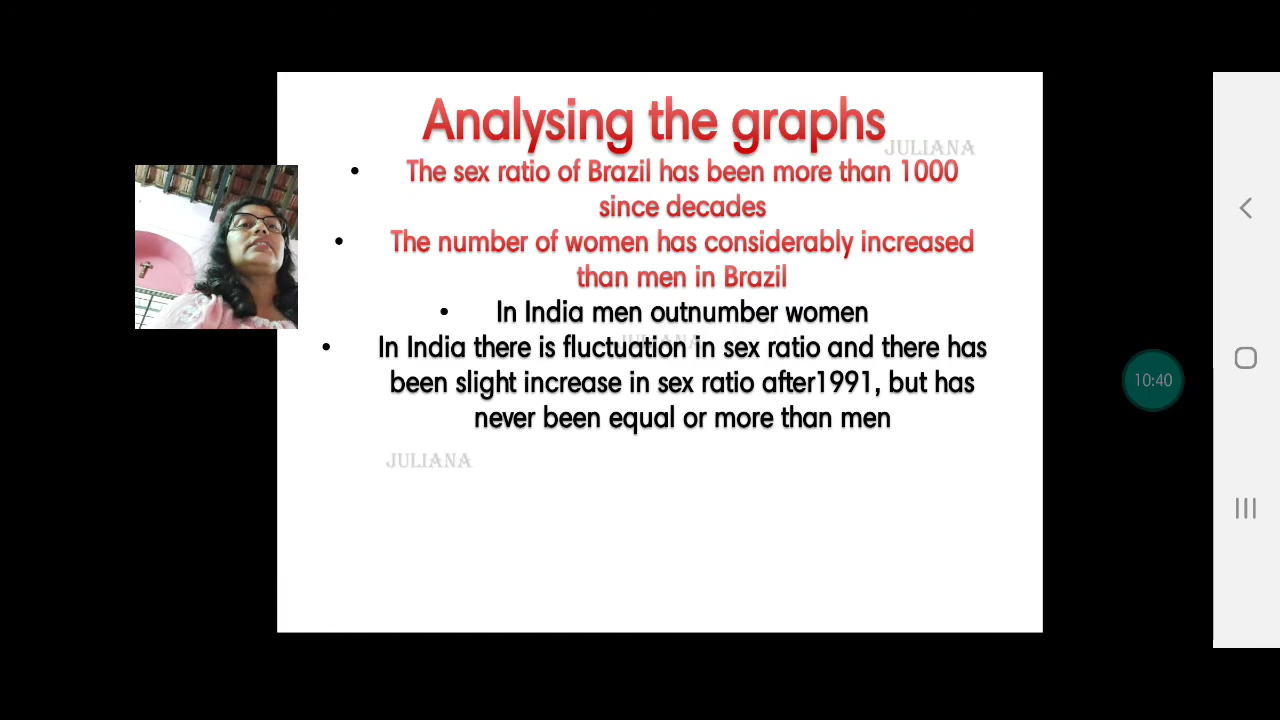 Analysing the graphs
JULIANA
• The sex ratio of Brazil has been more than 1000
since decades
• The number of women has considerably increased
than men in Brazil
• In India men outnumber women
JULIANA
• In India there is fluctuation in sex ratio and there has
been slight increase in sex ratio after1991, but has
never been equal or more than men
JULIANA
10:40